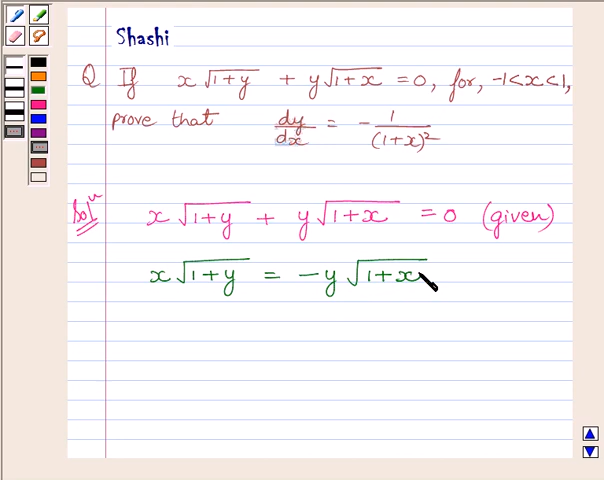 Shashi
Q If x√(1+y) + y√(1+x) = 0, for, -1<x<1,
prove that dy/dx = - 1/(1+x)²
Solⁿ x√(1+y) + y√(1+x) = 0 (given)
x√(1+y) = -y√(1+x)